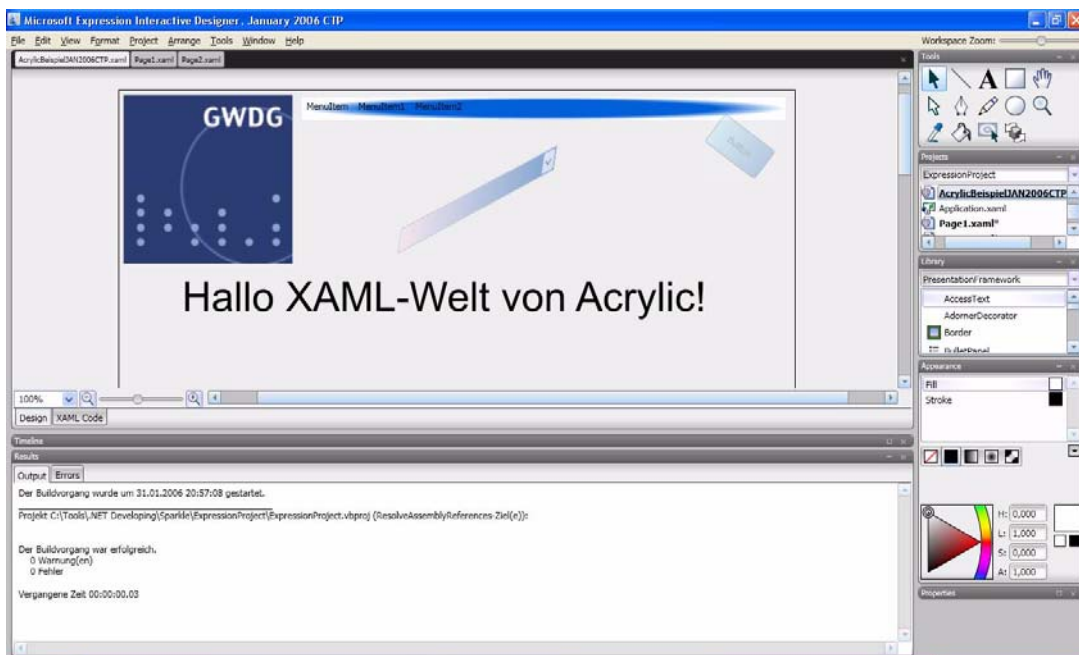 Microsoft Expression Interactive Designer, January 2006 CTP
File Edit View Format Project Arrange Tools Window Help
Workspace Zoom:
AcrylicBeispielJAN2006CTP.xaml Page1.xaml Page2.xaml
Tools
GWDG
MenuItem MenuItem1 MenuItem2
Hallo XAML-Welt von Acrylic!
Projects
ExpressionProject
AcrylicBeispielJAN2006CTP
Application.xaml
Page1.xaml*
Library
PresentationFramework
AccessText
AdornerDecorator
Border
BulletPanel
Appearance
Fill
Stroke
100%
Design XAML Code
Timeline
Results
Output Errors
Der Buildvorgang wurde um 31.01.2006 20:57:08 gestartet.
Projekt C:\Tools\.NET Developing\Sparkle\ExpressionProject\ExpressionProject.vbproj (ResolveAssemblyReferences-Ziel(e)):
Der Buildvorgang war erfolgreich.
0 Warnung(en)
0 Fehler
Vergangene Zeit 00:00:00.03
H: 0,000
L: 1,000
S: 0,000
A: 1,000
Properties